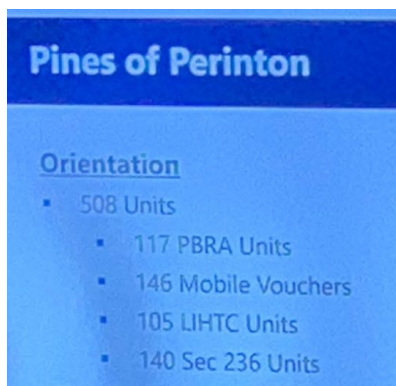 Pines of Perinton
Orientation
508 Units
117 PBRA Units
146 Mobile Vouchers
105 LIHTC Units
140 Sec 236 Units